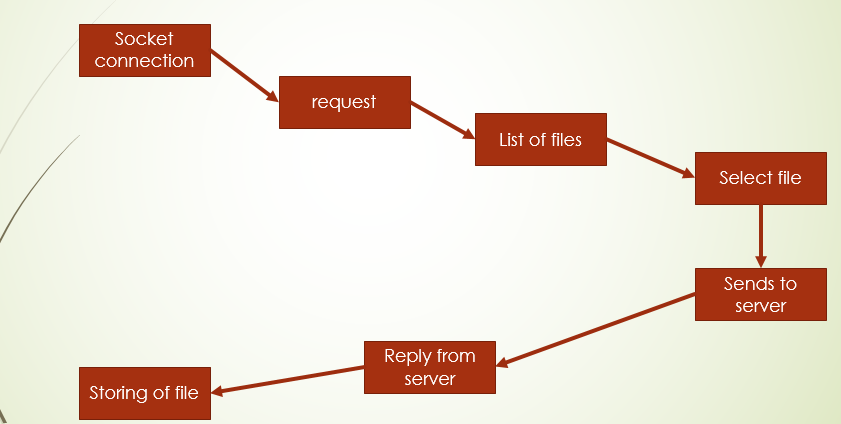 Socket
connection
request
List of files
Select file
Sends to
server
Reply from
server
Storing of file